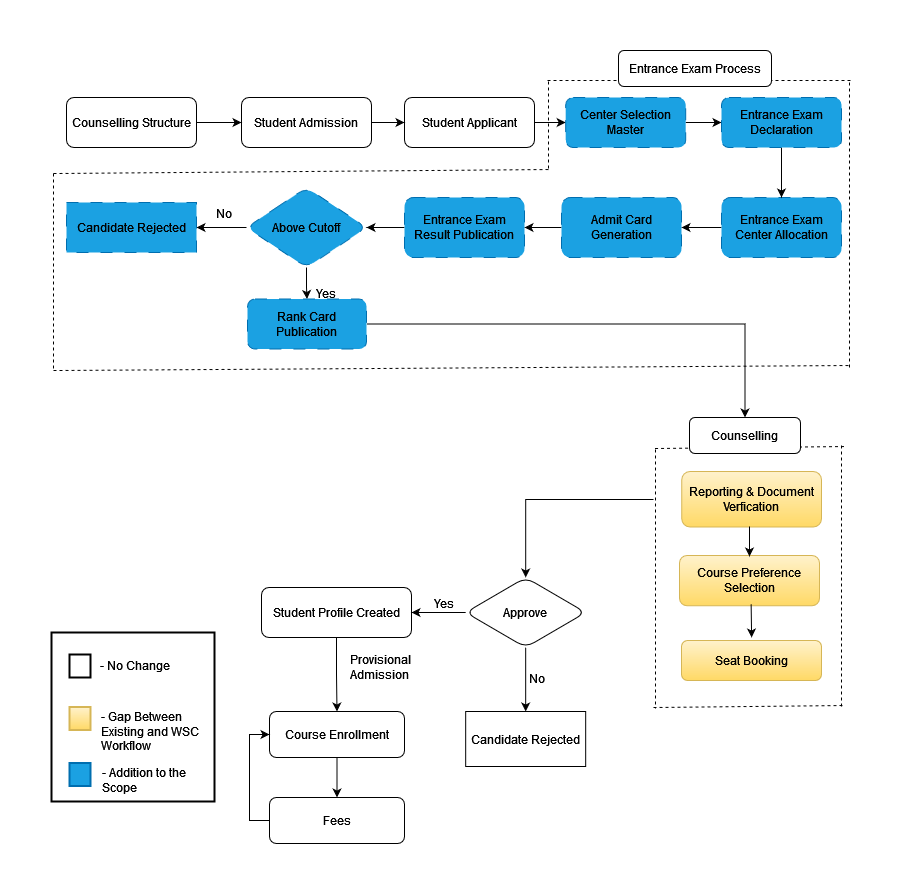 Entrance Exam Process
Counselling Structure
Student Admission
Student Applicant
Center Selection
Master
Entrance Exam
Declaration
Candidate Rejected
No
Above Cutoff
Entrance Exam
Result Publication
Admit Card
Generation
Entrance Exam
Center Allocation
Yes
Rank Card
Publication
Counselling
Reporting & Document
Verfication
Course Preference
Selection
Seat Booking
Approve
Yes
Student Profile Created
No
Provisional
Admission
Candidate Rejected
Course Enrollment
Fees
- No Change
- Gap Between
Existing and WSC
Workflow
- Addition to the
Scope